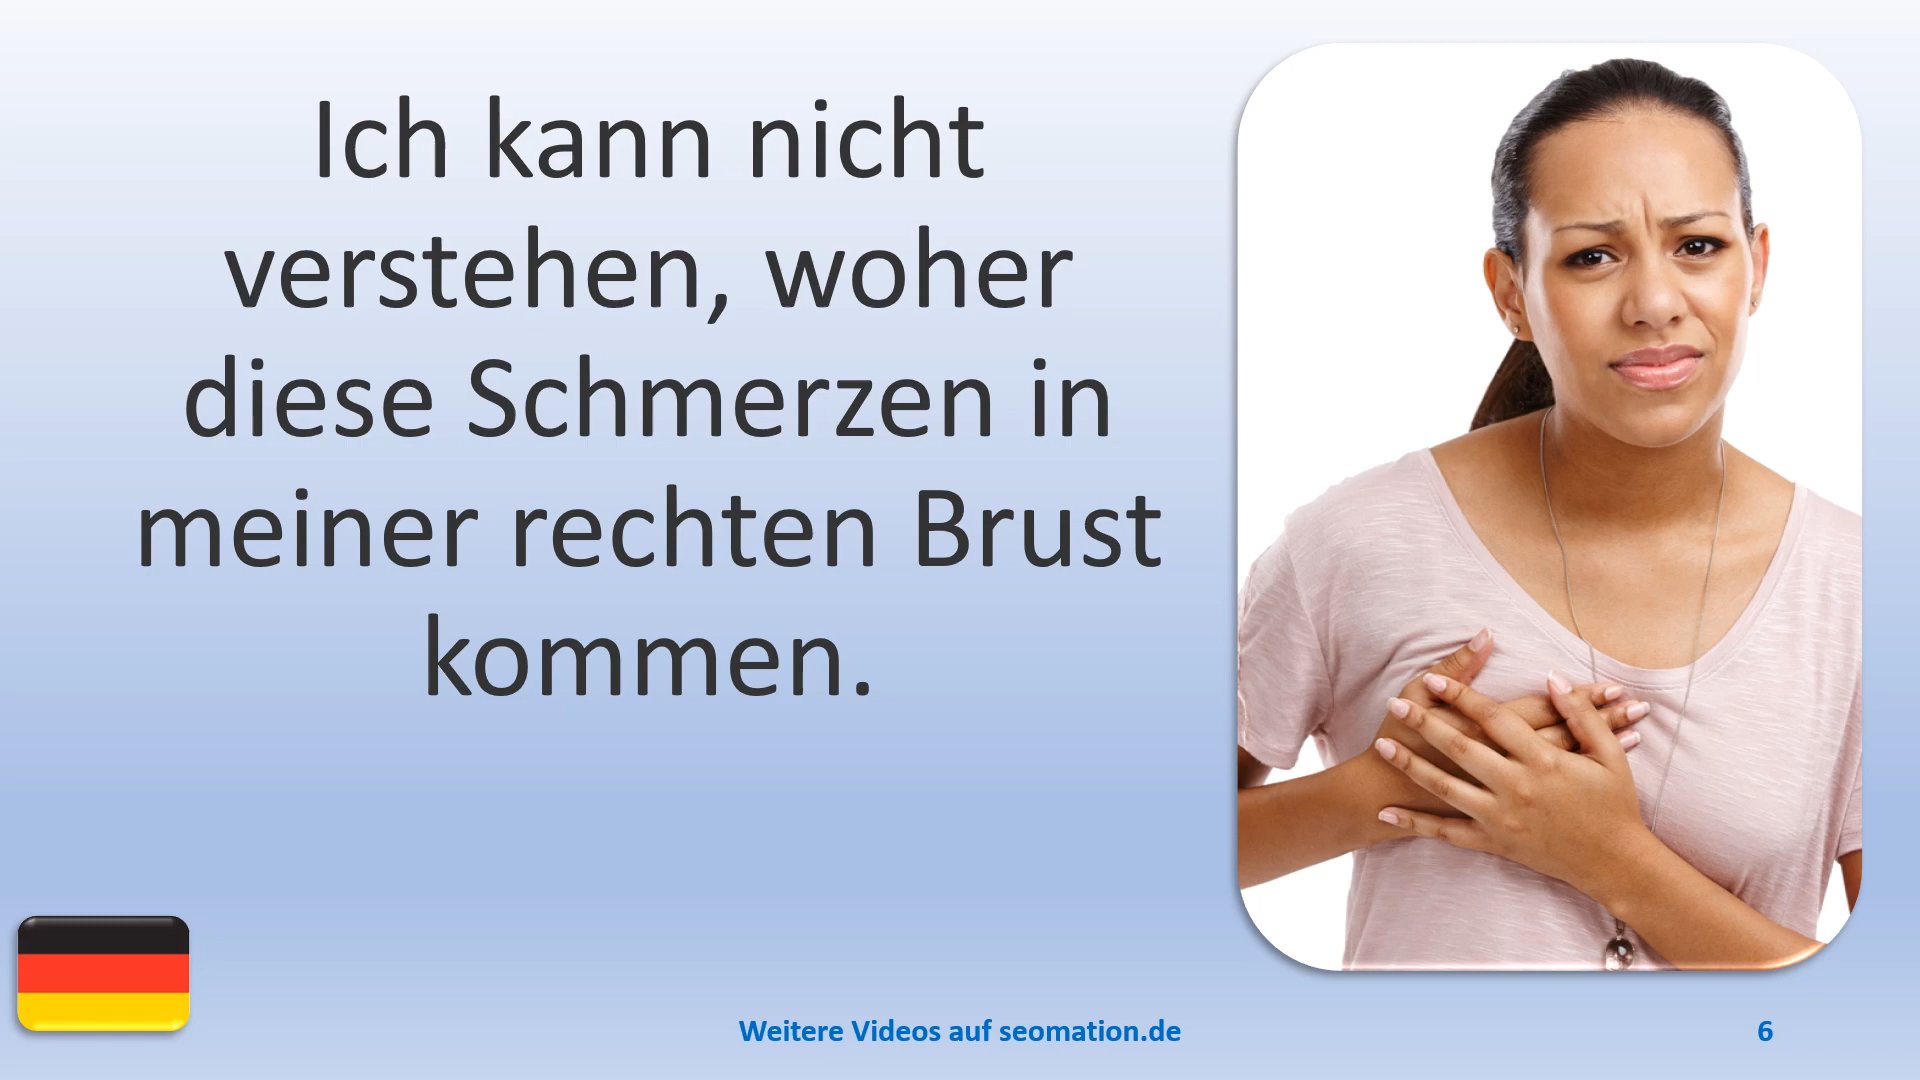 Ich kann nicht
verstehen, woher
diese Schmerzen in
meiner rechten Brust
kommen.
Weitere Videos auf seomation.de
6